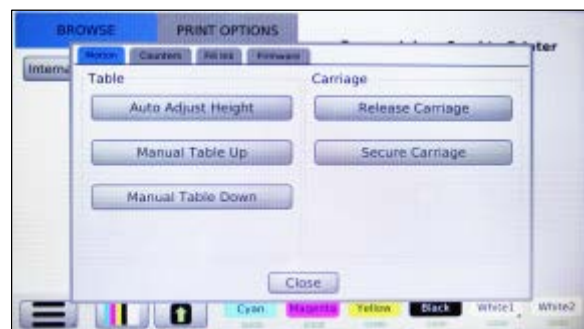 BROWSE PRINT OPTIONS
Motion Counters Fill Ink Firmware
Interna
Table Carriage
Auto Adjust Height Release Carriage
Manual Table Up Secure Carriage
Manual Table Down
Close
Cyan Magenta Yellow Black White1 White2